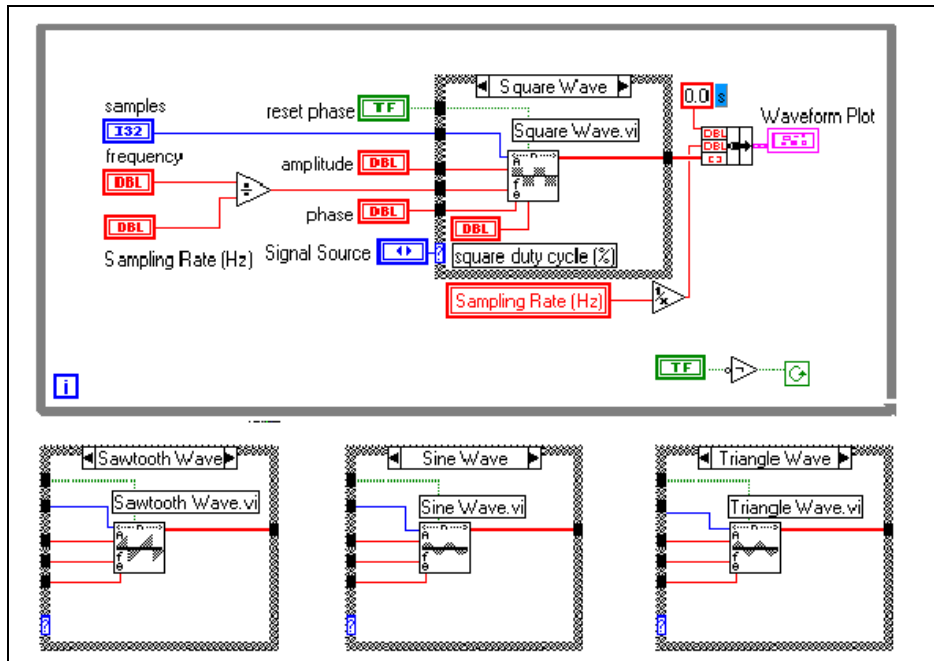 Square Wave
samples
I32
reset phase
TF
0.0 s
Waveform Plot
Square Wave.vi
n
A
f
θ
DBL
DBL
[ ]
frequency
DBL
amplitude
DBL
÷
phase
DBL
DBL
DBL
Sampling Rate (Hz)
Signal Source
?
square duty cycle (%)
Sampling Rate (Hz)
1/x
TF
i
Sawtooth Wave
Sawtooth Wave.vi
n
A
f
θ
?
Sine Wave
Sine Wave.vi
n
A
f
θ
?
Triangle Wave
Triangle Wave.vi
n
A
f
θ
?